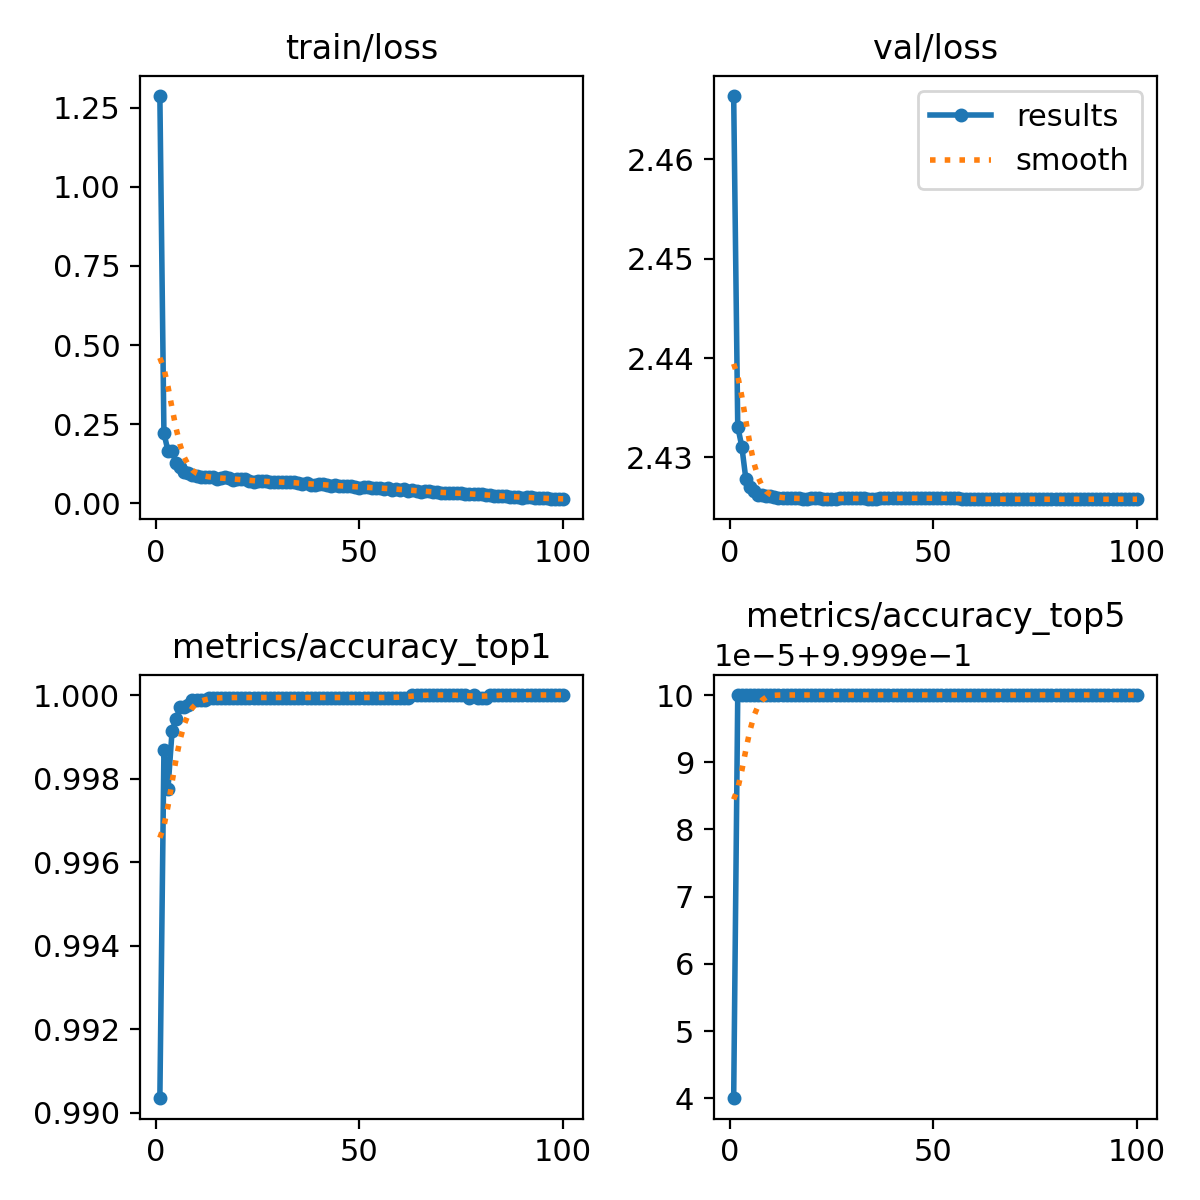 train/loss
1.25
1.00
0.75
0.50
0.25
0.00
0 50 100
val/loss
results
smooth
2.46
2.45
2.44
2.43
0 50 100
metrics/accuracy_top1
1.000
0.998
0.996
0.994
0.992
0.990
0 50 100
metrics/accuracy_top5
1e−5+9.999e−1
10
9
8
7
6
5
4
0 50 100